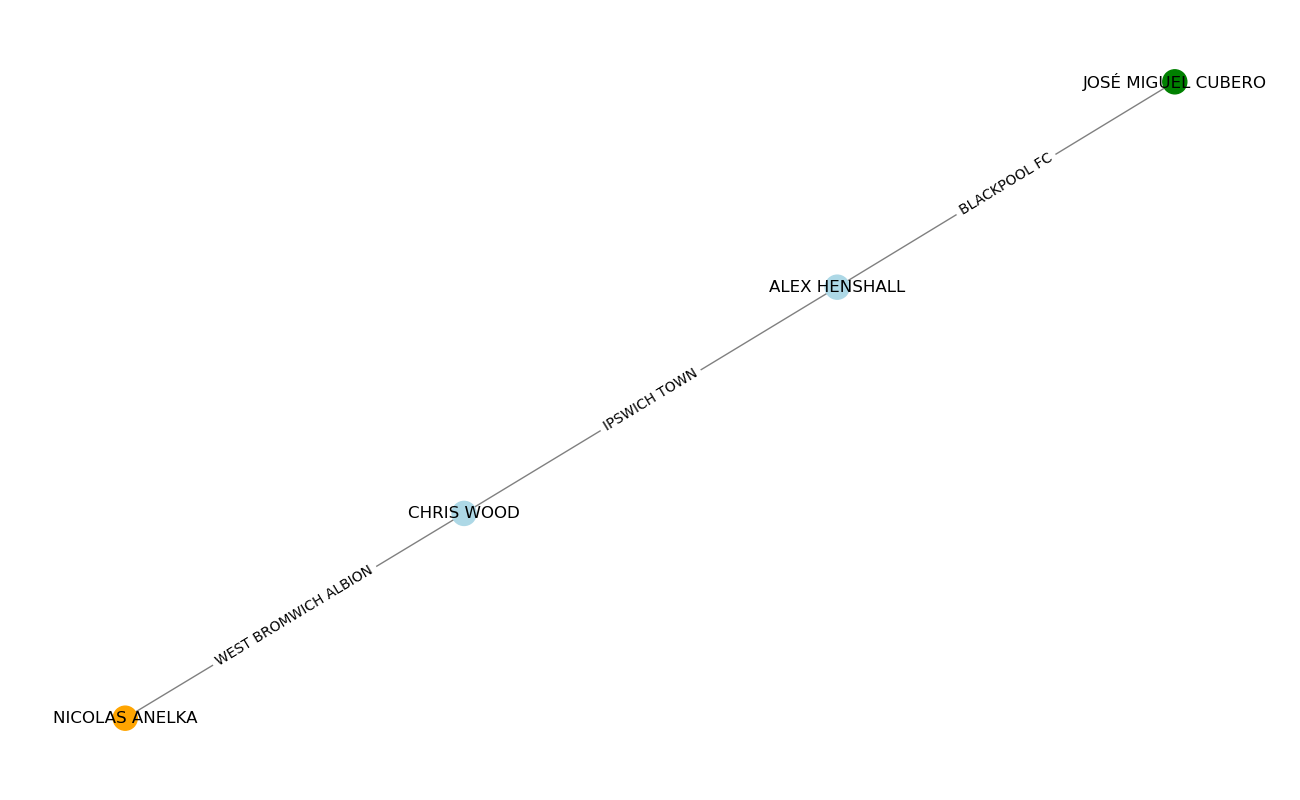 JOSÉ MIGUEL CUBERO
BLACKPOOL FC
ALEX HENSHALL
IPSWICH TOWN
CHRIS WOOD
WEST BROMWICH ALBION
NICOLAS ANELKA